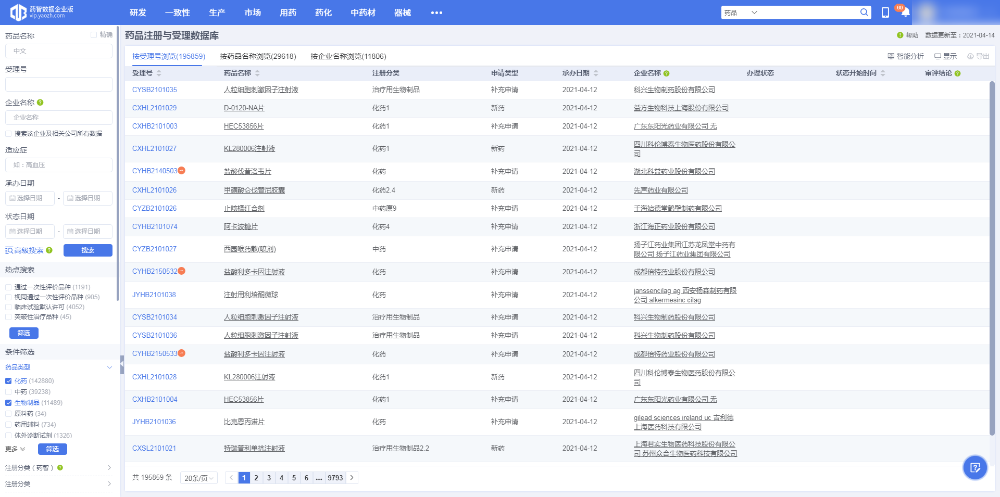 药智数据企业版
vip.yaozh.com
研发 一致性 生产 市场 用药 药化 中药材 器械 •••
药品
60
药品名称 精确
中文
受理号
企业名称 ?
企业名称
搜索该企业及相关公司所有数据
适应症
如：高血压
承办日期
选择日期 - 选择日期
状态日期
选择日期 - 选择日期
高级搜索 ? 搜索
热点搜索
通过一次性评价品种 (1191)
视同通过一次性评价品种 (905)
临床试验默认许可 (4052)
突破性治疗品种 (45)
筛选
条件筛选
药品类型
化药 (142880)
中药 (39238)
生物制品 (11489)
原料药 (34)
药用辅料 (734)
体外诊断试剂 (1326)
更多 筛选
注册分类 ( 药智 ) ?
注册分类
药品注册与受理数据库
! 帮助 数据更新至：2021-04-14
按受理号浏览(195859) 按药品名称浏览(29618) 按企业名称浏览(11806)
智能分析 显示 导出
受理号 药品名称 注册分类 申请类型 承办日期 企业名称 ? 办理状态 状态开始时间 审评结论 ?
CYSB2101035 人粒细胞刺激因子注射液 治疗用生物制品 补充申请 2021-04-12 科兴生物制药股份有限公司
CXHL2101029 D-0120-NA片 化药1 新药 2021-04-12 益方生物科技上海股份有限公司
CXHB2101003 HEC53856片 化药1 补充申请 2021-04-12 广东东阳光药业有限公司 无
CXHL2101027 KL280006注射液 化药1 新药 2021-04-12 四川科伦博泰生物医药股份有限公
司
CYHB2140503 盐酸伐昔洛韦片 化药 补充申请 2021-04-12 湖北科益药业股份有限公司
CXHL2101026 甲磺酸仑伐替尼胶囊 化药2.4 新药 2021-04-12 先声药业有限公司
CYZB2101026 止咳橘红合剂 中药原9 补充申请 2021-04-12 千海始德堂鹤壁制药有限公司
CYHB2101074 阿卡波糖片 化药4 补充申请 2021-04-12 浙江海正药业股份有限公司
CYZB2101027 西园喉药散(喷剂) 中药 补充申请 2021-04-12 扬子江药业集团江苏龙凤堂中药有
限公司 扬子江药业集团有限公司
CYHB2150532 盐酸利多卡因注射液 化药 补充申请 2021-04-12 成都倍特药业股份有限公司
JYHB2101038 注射用利培酮微球 化药 补充申请 2021-04-12 janssencilag ag 西安杨森制药有限
公司 alkermesinc cilag
CYSB2101034 人粒细胞刺激因子注射液 治疗用生物制品 补充申请 2021-04-12 科兴生物制药股份有限公司
CYSB2101036 人粒细胞刺激因子注射液 治疗用生物制品 补充申请 2021-04-12 科兴生物制药股份有限公司
CYHB2150533 盐酸利多卡因注射液 化药 补充申请 2021-04-12 成都倍特药业股份有限公司
CXHL2101028 KL280006注射液 化药1 新药 2021-04-12 四川科伦博泰生物医药股份有限公
司
CXHB2101004 HEC53856片 化药1 补充申请 2021-04-12 广东东阳光药业有限公司 无
JYHB2101036 比克恩丙诺片 化药 补充申请 2021-04-12 gilead sciences ireland uc 吉利德
上海医药科技有限公司
CXSL2101021 特瑞普利单抗注射液 治疗用生物制品2.2 新药 2021-04-12 上海君实生物医药科技股份有限公
司 苏州众合生物医药科技有限公司
共 195859 条 20条/页 < 1 2 3 4 5 6 ... 9793 >